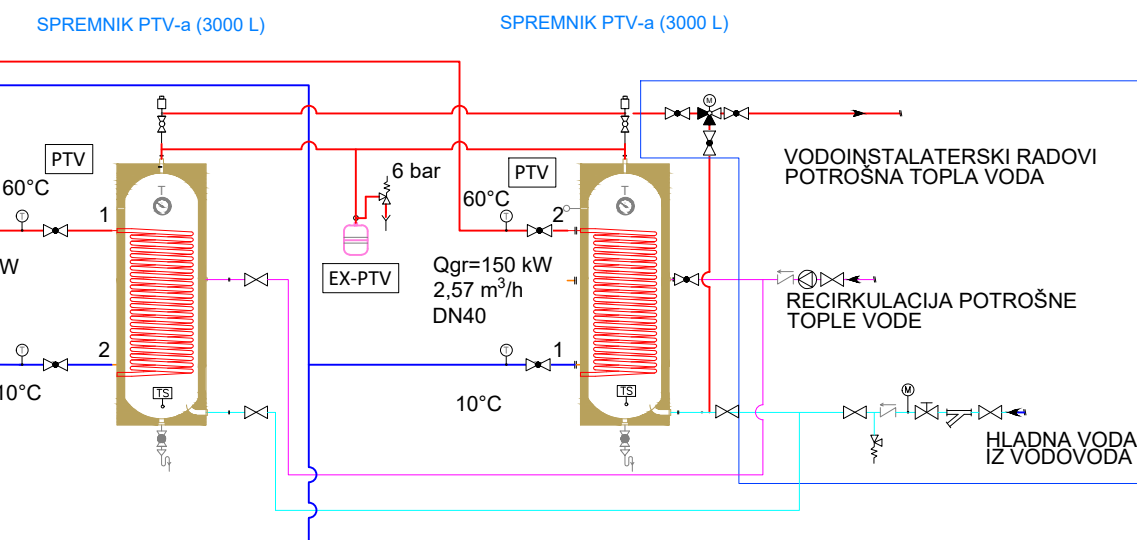 SPREMNIK PTV-a (3000 L)
SPREMNIK PTV-a (3000 L)
M
VODOINSTALATERSKI RADOVI
POTROŠNA TOPLA VODA
PTV
6 bar
PTV
60°C
T
1
T
60°C
T
2
T
W
EX-PTV
Qgr=150 kW
2,57 m³/h
DN40
RECIRKULACIJA POTROŠNE
TOPLE VODE
T
2
T
1
10°C
TS
10°C
TS
M
HLADNA VODA
IZ VODOVODA